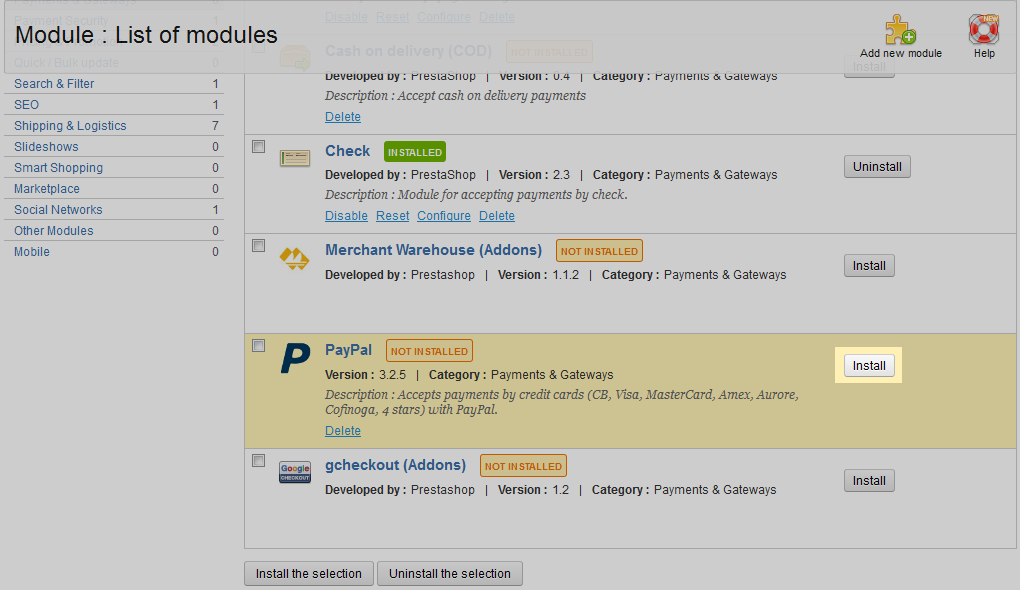 Payments & Gateways
Payment Security 1
Quick / Bulk update 0
Module : List of modules
Add new module
Help
Search & Filter 1
SEO 1
Shipping & Logistics 7
Slideshows 0
Smart Shopping 0
Marketplace 0
Social Networks 1
Other Modules 0
Mobile 0
Disable Reset Configure Delete
Cash on delivery (COD) NOT INSTALLED
Developed by : PrestaShop | Version : 0.4 | Category : Payments & Gateways
Install
Description : Accept cash on delivery payments
Delete
Check INSTALLED
Developed by : PrestaShop | Version : 2.3 | Category : Payments & Gateways
Uninstall
Description : Module for accepting payments by check.
Disable Reset Configure Delete
Merchant Warehouse (Addons) NOT INSTALLED
Developed by : Prestashop | Version : 1.1.2 | Category : Payments & Gateways
Install
PayPal NOT INSTALLED
Version : 3.2.5 | Category : Payments & Gateways
Install
Description : Accepts payments by credit cards (CB, Visa, MasterCard, Amex, Aurore,
Cofinoga, 4 stars) with PayPal.
Delete
Google
CHECKOUT
gcheckout (Addons) NOT INSTALLED
Developed by : Prestashop | Version : 1.2 | Category : Payments & Gateways
Install
Install the selection Uninstall the selection